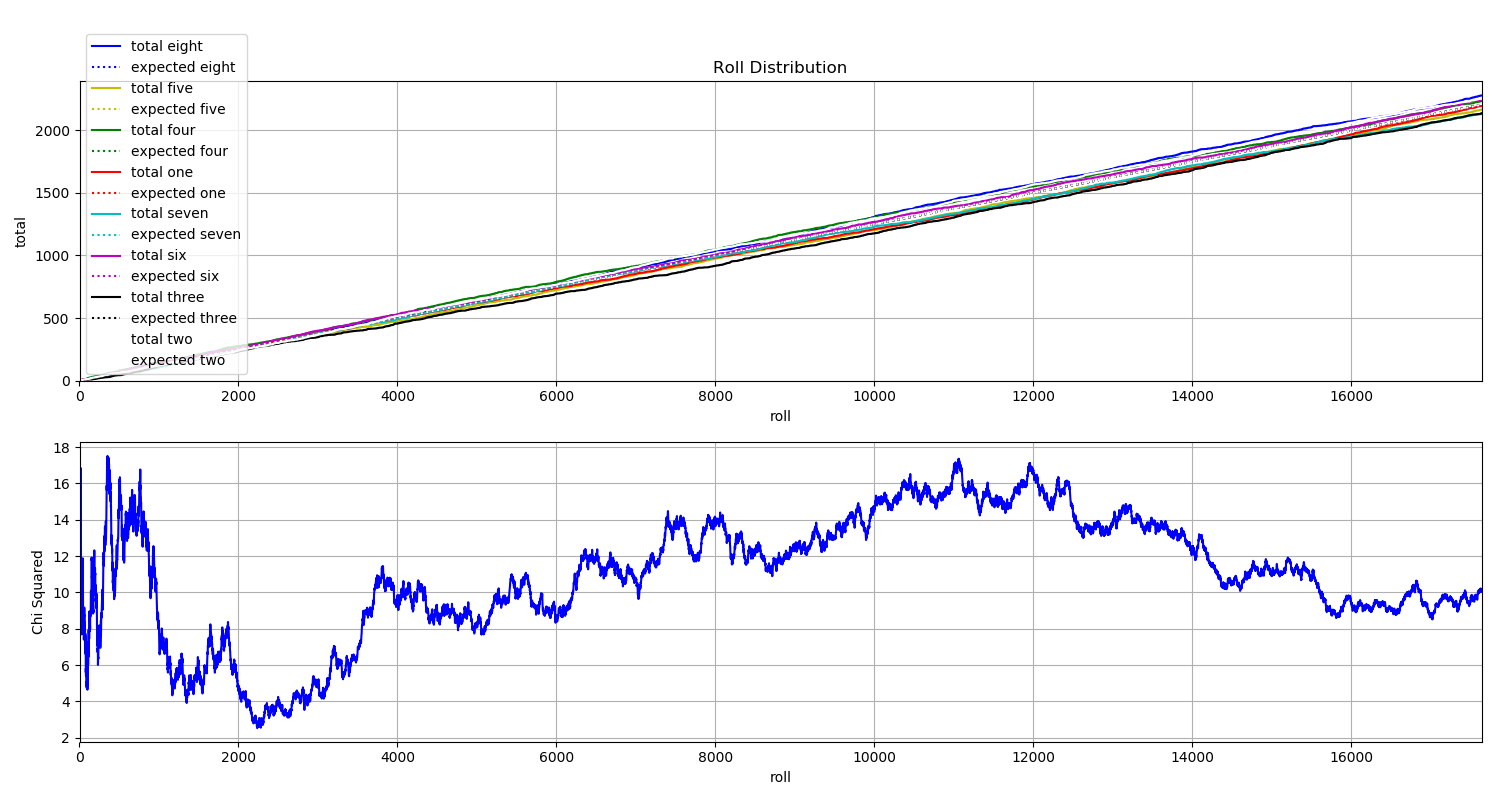 Roll Distribution
total eight
expected eight
total five
expected five
total four
expected four
total one
expected one
total seven
expected seven
total six
expected six
total three
expected three
total two
expected two
total
2000
1500
1000
500
0
0 2000 4000 6000 8000 10000 12000 14000 16000
roll
Chi Squared
18
16
14
12
10
8
6
4
2
0 2000 4000 6000 8000 10000 12000 14000 16000
roll